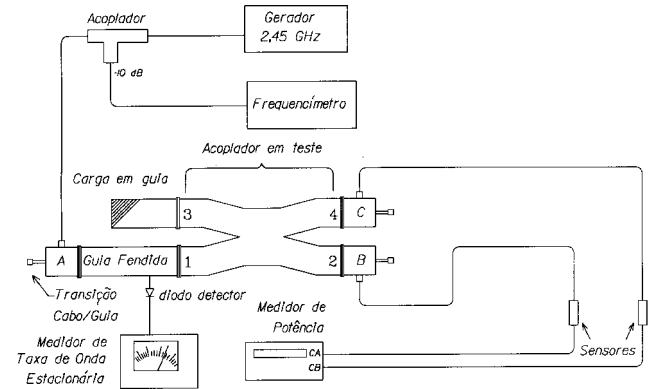 Acoplador
Gerador
2,45 GHz
-10 dB
Frequencímetro
Acoplador em teste
Carga em guia
3
4
C
A
Guia Fendida
1
2
B
Transição
Cabo/Guia
diodo detector
Medidor de
Potência
Medidor de
Taxa de Onda
Estacionária
CA
CB
Sensores